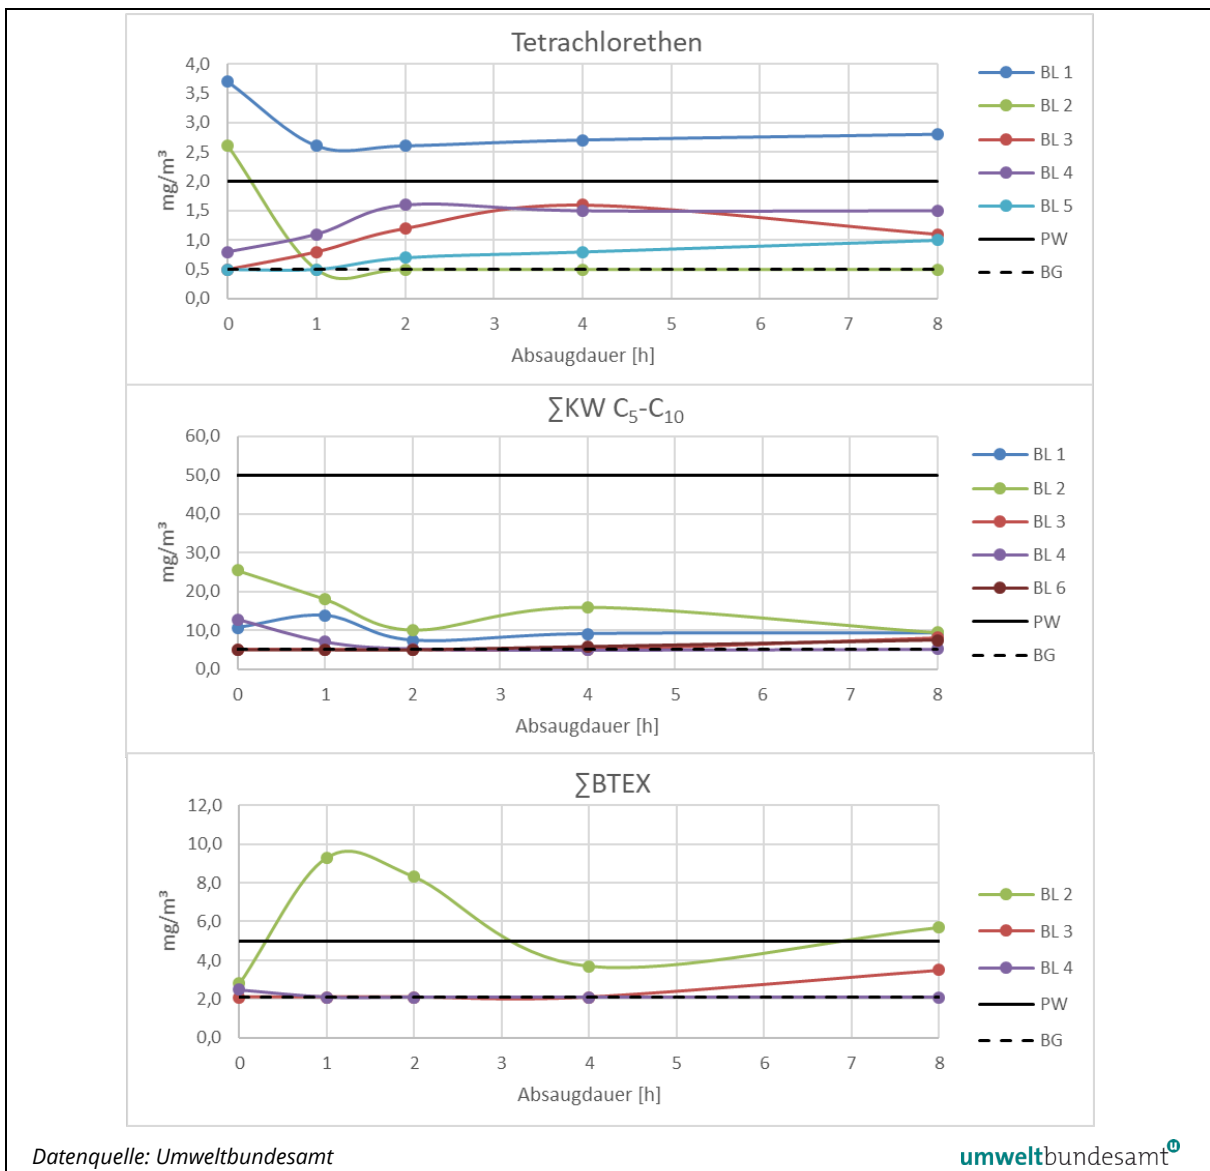 Tetrachlorethen
4,0
3,5
3,0
2,5
2,0
1,5
1,0
0,5
0,0
mg/m³
0 1 2 3 4 5 6 7 8
Absaugdauer [h]
BL 1
BL 2
BL 3
BL 4
BL 5
PW
BG
∑KW C₅-C₁₀
60,0
50,0
40,0
30,0
20,0
10,0
0,0
mg/m³
0 1 2 3 4 5 6 7 8
Absaugdauer [h]
BL 1
BL 2
BL 3
BL 4
BL 6
PW
BG
∑BTEX
12,0
10,0
8,0
6,0
4,0
2,0
0,0
mg/m³
0 1 2 3 4 5 6 7 8
Absaugdauer [h]
BL 2
BL 3
BL 4
PW
BG
Datenquelle: Umweltbundesamt
umweltbundesamt u